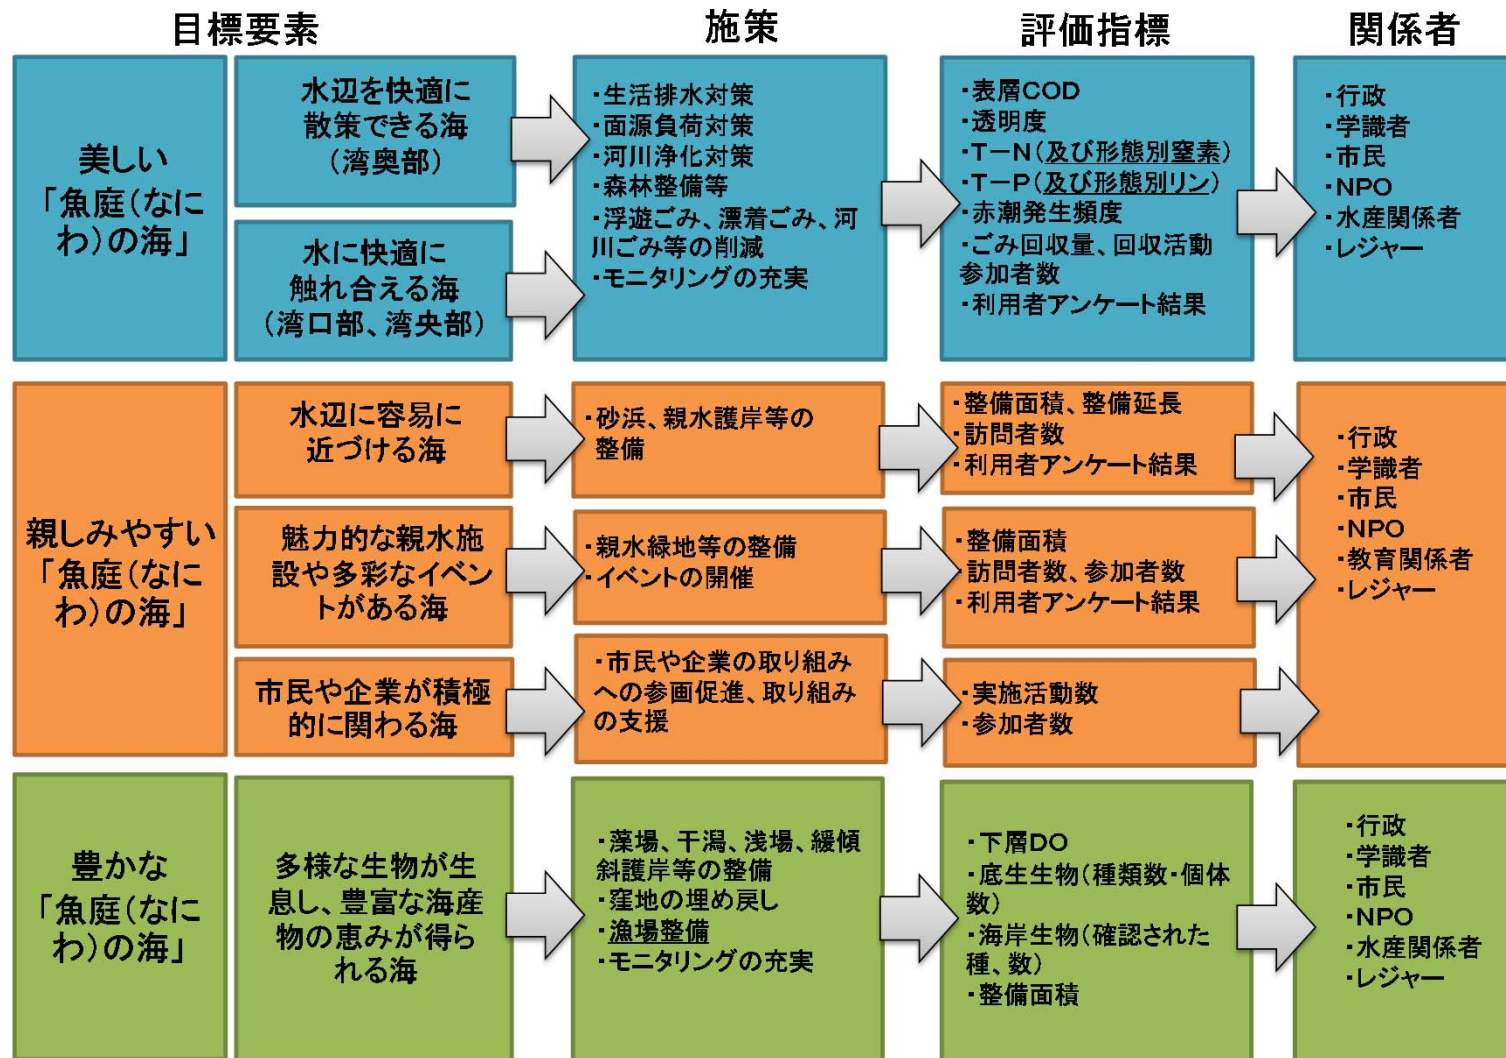 目標要素
施策
評価指標
関係者
美しい
「魚庭(なに
わ)の海」
水辺を快適に
散策できる海
(湾奥部)
水に快適に
触れ合える海
(湾口部、湾央部)
・生活排水対策
・面源負荷対策
・河川浄化対策
・森林整備等
・浮遊ごみ、漂着ごみ、河
川ごみ等の削減
・モニタリングの充実
・表層COD
・透明度
・T－N(及び形態別窒素)
・T－P(及び形態別リン)
・赤潮発生頻度
・ごみ回収量、回収活動
参加者数
・利用者アンケート結果
・行政
・学識者
・市民
・NPO
・水産関係者
・レジャー
親しみやすい
「魚庭(なに
わ)の海」
水辺に容易に
近づける海
・砂浜、親水護岸等の
整備
・整備面積、整備延長
・訪問者数
・利用者アンケート結果
魅力的な親水施
設や多彩なイベン
トがある海
・親水緑地等の整備
・イベントの開催
・整備面積
・訪問者数、参加者数
・利用者アンケート結果
市民や企業が積極
的に関わる海
・市民や企業の取り組み
への参画促進、取り組み
の支援
・実施活動数
・参加者数
・行政
・学識者
・市民
・NPO
・教育関係者
・レジャー
豊かな
「魚庭(なに
わ)の海」
多様な生物が生
息し、豊富な海産
物の恵みが得ら
れる海
・藻場、干潟、浅場、緩傾
斜護岸等の整備
・窪地の埋め戻し
・漁場整備
・モニタリングの充実
・下層DO
・底生生物(種類数・個体
数)
・海岸生物(確認された
種、数)
・整備面積
・行政
・学識者
・市民
・NPO
・水産関係者
・レジャー